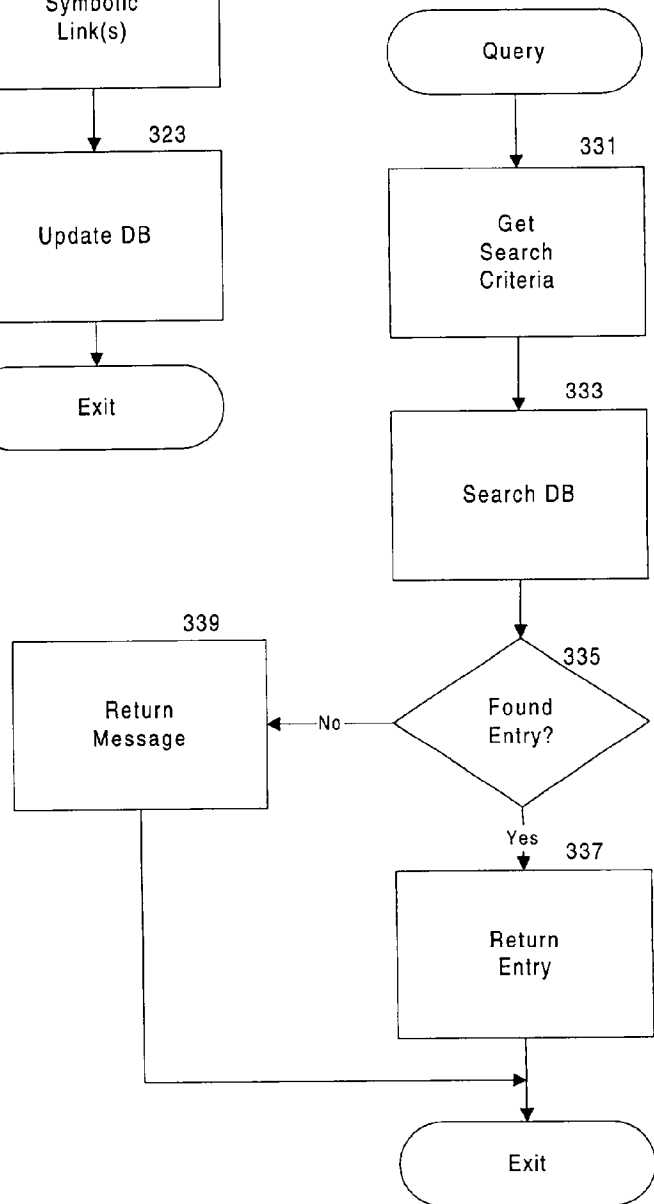 Symbolic
Link(s)
323
Update DB
Exit
Query
331
Get
Search
Criteria
333
Search DB
335
Found
Entry?
No
339
Return
Message
Yes
337
Return
Entry
Exit